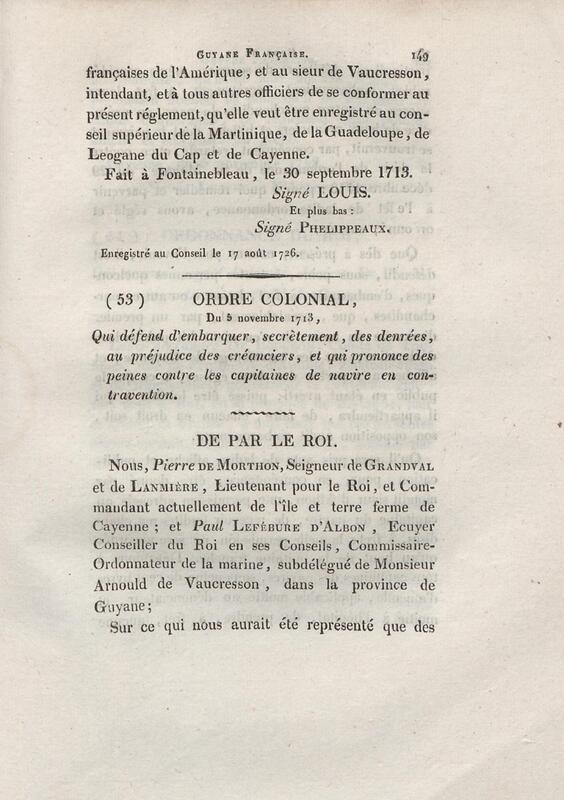 GUYANE FRANÇAISE. 149
françaises de l'Amérique, et au sieur de Vaucresson,
intendant, et à tous autres officiers de se conformer au
présent réglement, qu'elle veut être enregistré au con-
seil supérieur de la Martinique, de la Guadeloupe, de
Leogane du Cap et de Cayenne.
Fait à Fontainebleau, le 30 septembre 1713.
Signé LOUIS.
Et plus bas :
Signé PHELIPPEAUX.
Enregistré au Conseil le 17 août 1726.
(53) ORDRE COLONIAL,
Du 5 novembre 1713,
Qui défend d'embarquer, secrètement, des denrées,
au préjudice des créanciers, et qui prononce des
peines contre les capitaines de navire en con-
travention.
DE PAR LE ROI.
Nous, Pierre DE MORTHON, Seigneur de GRANDVAL
et de LANMIÈRE, Lieutenant pour le Roi, et Com-
mandant actuellement de l'île et terre ferme de
Cayenne ; et Paul LEFÉBURE D'ALBON, Ecuyer
Conseiller du Roi en ses Conseils, Commissaire-
Ordonnateur de la marine, subdélégué de Monsieur
Arnould de Vaucresson, dans la province de
Guyane ;
Sur ce qui nous aurait été représenté que des